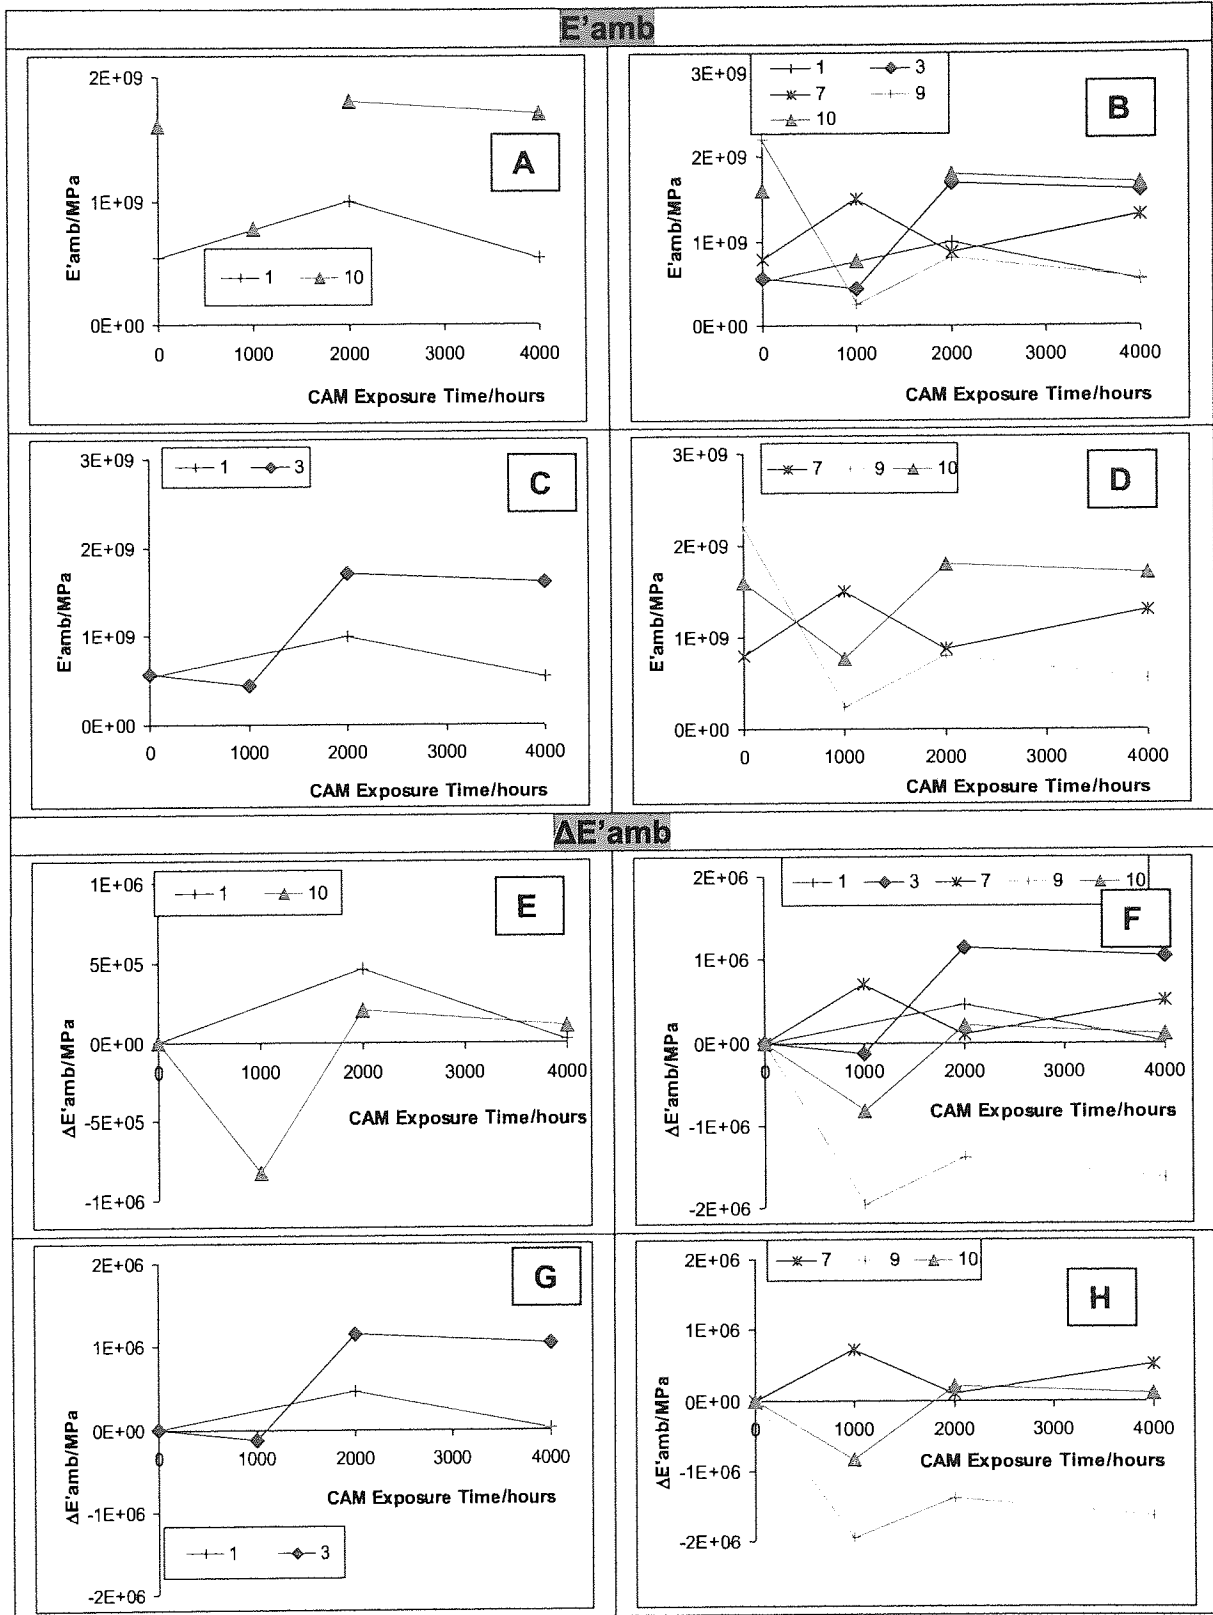 E'amb
2E+09
1E+09
0E+00
0
1000
2000
3000
4000
E'amb/MPa
CAM Exposure Time/hours
A
1 10
1 3
7 9
10
3E+09
2E+09
1E+09
0E+00
0
1000
2000
3000
4000
E'amb/MPa
CAM Exposure Time/hours
B
1 3
3E+09
2E+09
1E+09
0E+00
0
1000
2000
3000
4000
E'amb/MPa
CAM Exposure Time/hours
C
7 9 10
3E+09
2E+09
1E+09
0E+00
0
1000
2000
3000
4000
E'amb/MPa
CAM Exposure Time/hours
D
ΔE'amb
1 10
1E+06
5E+05
0E+00
-5E+05
-1E+06
0
1000
2000
3000
4000
ΔE'amb/MPa
CAM Exposure Time/hours
E
1 3 7 9 10
2E+06
1E+06
0E+00
-1E+06
-2E+06
0
1000
2000
3000
4000
ΔE'amb/MPa
CAM Exposure Time/hours
F
2E+06
1E+06
0E+00
-1E+06
-2E+06
0
1000
2000
3000
4000
ΔE'amb/MPa
CAM Exposure Time/hours
G
1 3
7 9 10
2E+06
1E+06
0E+00
-1E+06
-2E+06
0
1000
2000
3000
4000
ΔE'amb/MPa
CAM Exposure Time/hours
H